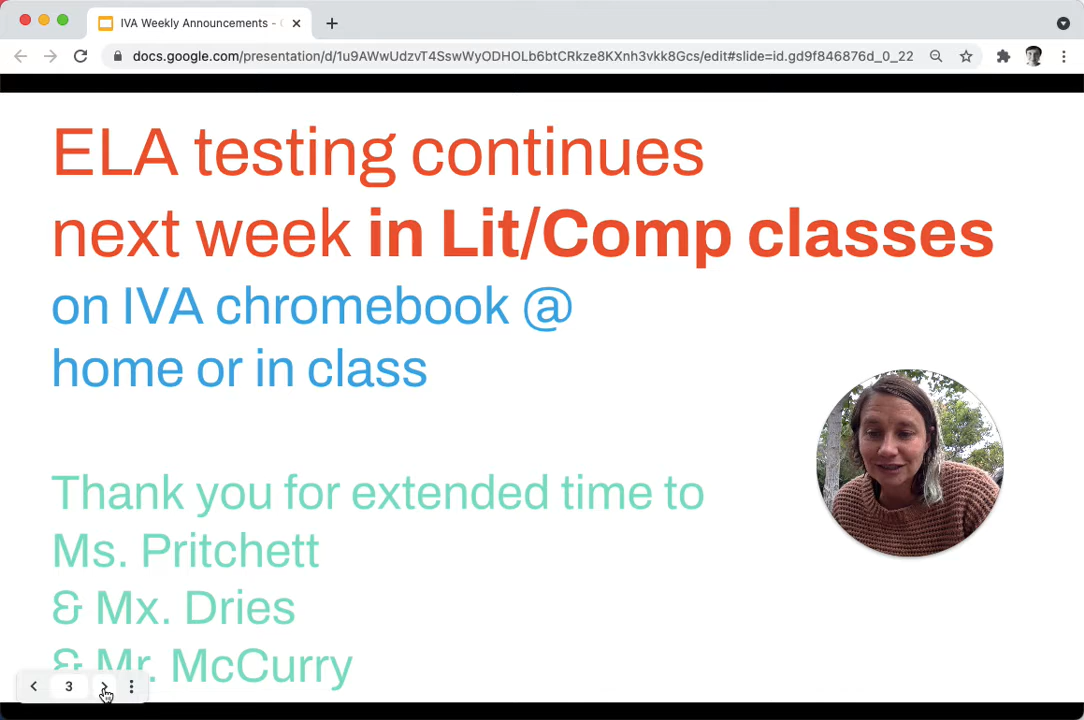 IVA Weekly Announcements -
docs.google.com/presentation/d/1u9AWwUdzvT4SswWyODHOLb6btCRkze8KXnh3vkk8Gcs/edit#slide=id.gd9f846876d_0_22
ELA testing continues
next week in Lit/Comp classes
on IVA chromebook @
home or in class
Thank you for extended time to
Ms. Pritchett
& Mx. Dries
& Mr. McCurry
3